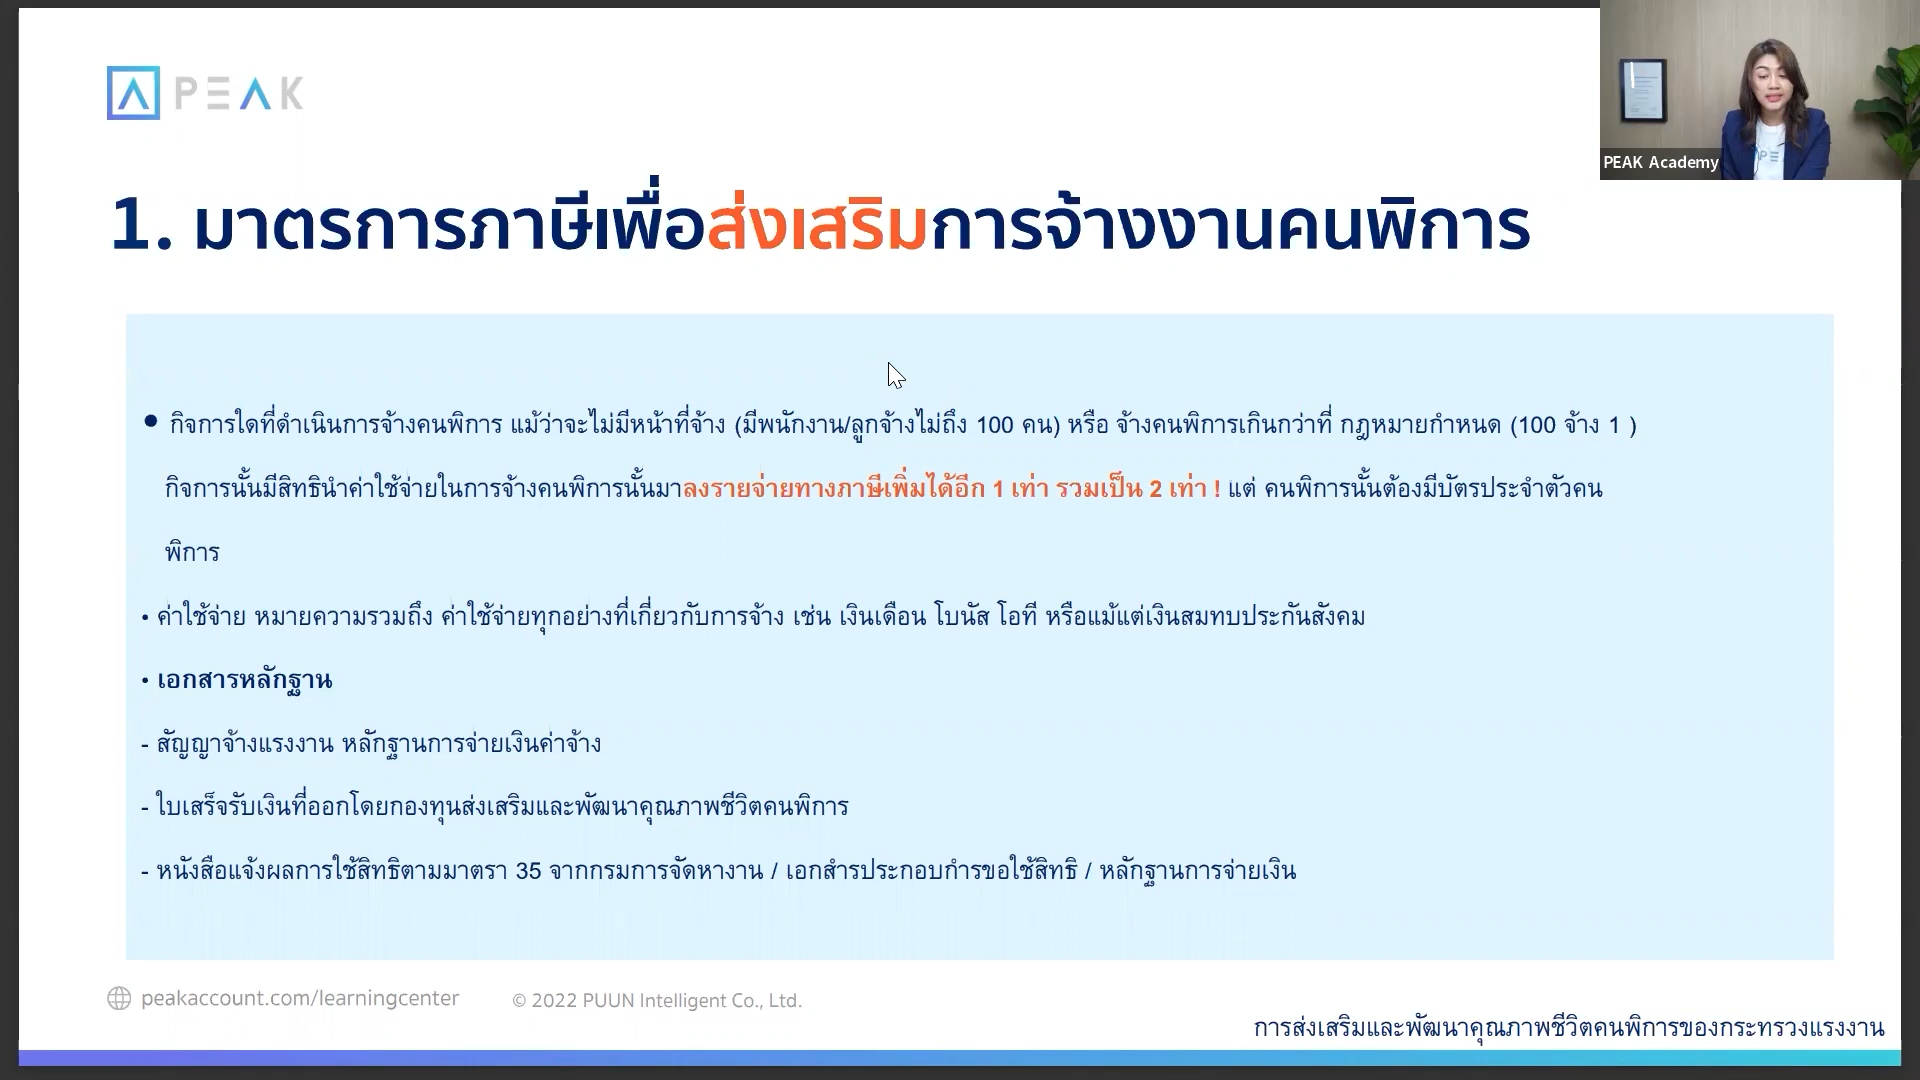 PEAK
PEAK Academy
1. มาตรการภาษีเพื่อส่งเสริมการจ้างงานคนพิการ
• กิจการใดที่ดำเนินการจ้างคนพิการ แม้ว่าจะไม่มีหน้าที่จ้าง (มีพนักงาน/ลูกจ้างไม่ถึง 100 คน) หรือ จ้างคนพิการเกินกว่าที่ กฎหมายกำหนด (100 จ้าง 1 )
กิจการนั้นมีสิทธินำค่าใช้จ่ายในการจ้างคนพิการนั้นมาลงรายจ่ายทางภาษีเพิ่มได้อีก 1 เท่า รวมเป็น 2 เท่า ! แต่ คนพิการนั้นต้องมีบัตรประจำตัวคน
พิการ
• ค่าใช้จ่าย หมายความรวมถึง ค่าใช้จ่ายทุกอย่างที่เกี่ยวกับการจ้าง เช่น เงินเดือน โบนัส โอที หรือแม้แต่เงินสมทบประกันสังคม
• เอกสารหลักฐาน
- สัญญาจ้างแรงงาน หลักฐานการจ่ายเงินค่าจ้าง
- ใบเสร็จรับเงินที่ออกโดยกองทุนส่งเสริมและพัฒนาคุณภาพชีวิตคนพิการ
- หนังสือแจ้งผลการใช้สิทธิตามมาตรา 35 จากกรมการจัดหางาน / เอกสำรประกอบกำรขอใช้สิทธิ / หลักฐานการจ่ายเงิน
peakaccount.com/learningcenter
© 2022 PUUN Intelligent Co., Ltd.
การส่งเสริมและพัฒนาคุณภาพชีวิตคนพิการของกระทรวงแรงงาน